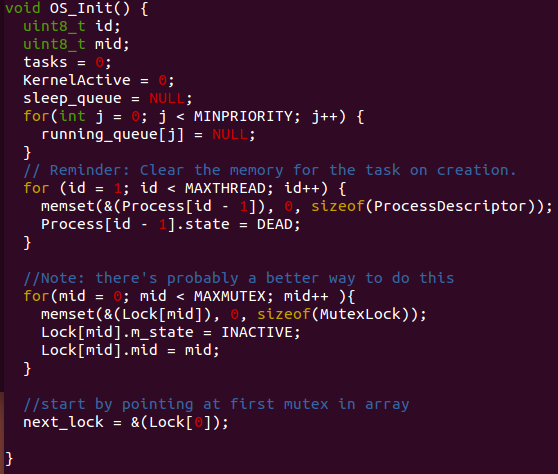 void OS_Init() {
  uint8_t id;
  uint8_t mid;
  tasks = 0;
  KernelActive = 0;
  sleep_queue = NULL;
  for(int j = 0; j < MINPRIORITY; j++) {
    running_queue[j] = NULL;
  }
  // Reminder: Clear the memory for the task on creation.
  for (id = 1; id < MAXTHREAD; id++) {
    memset(&(Process[id - 1]), 0, sizeof(ProcessDescriptor));
    Process[id - 1].state = DEAD;
  }

  //Note: there's probably a better way to do this
  for(mid = 0; mid < MAXMUTEX; mid++ ){
    memset(&(Lock[mid]), 0, sizeof(MutexLock));
    Lock[mid].m_state = INACTIVE;
    Lock[mid].mid = mid;
  }

  //start by pointing at first mutex in array
  next_lock = &(Lock[0]);

}